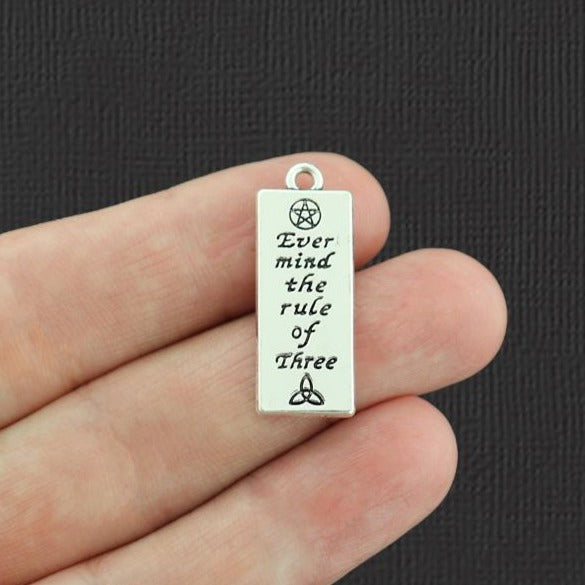 Ever
mind
the
rule
of
Three